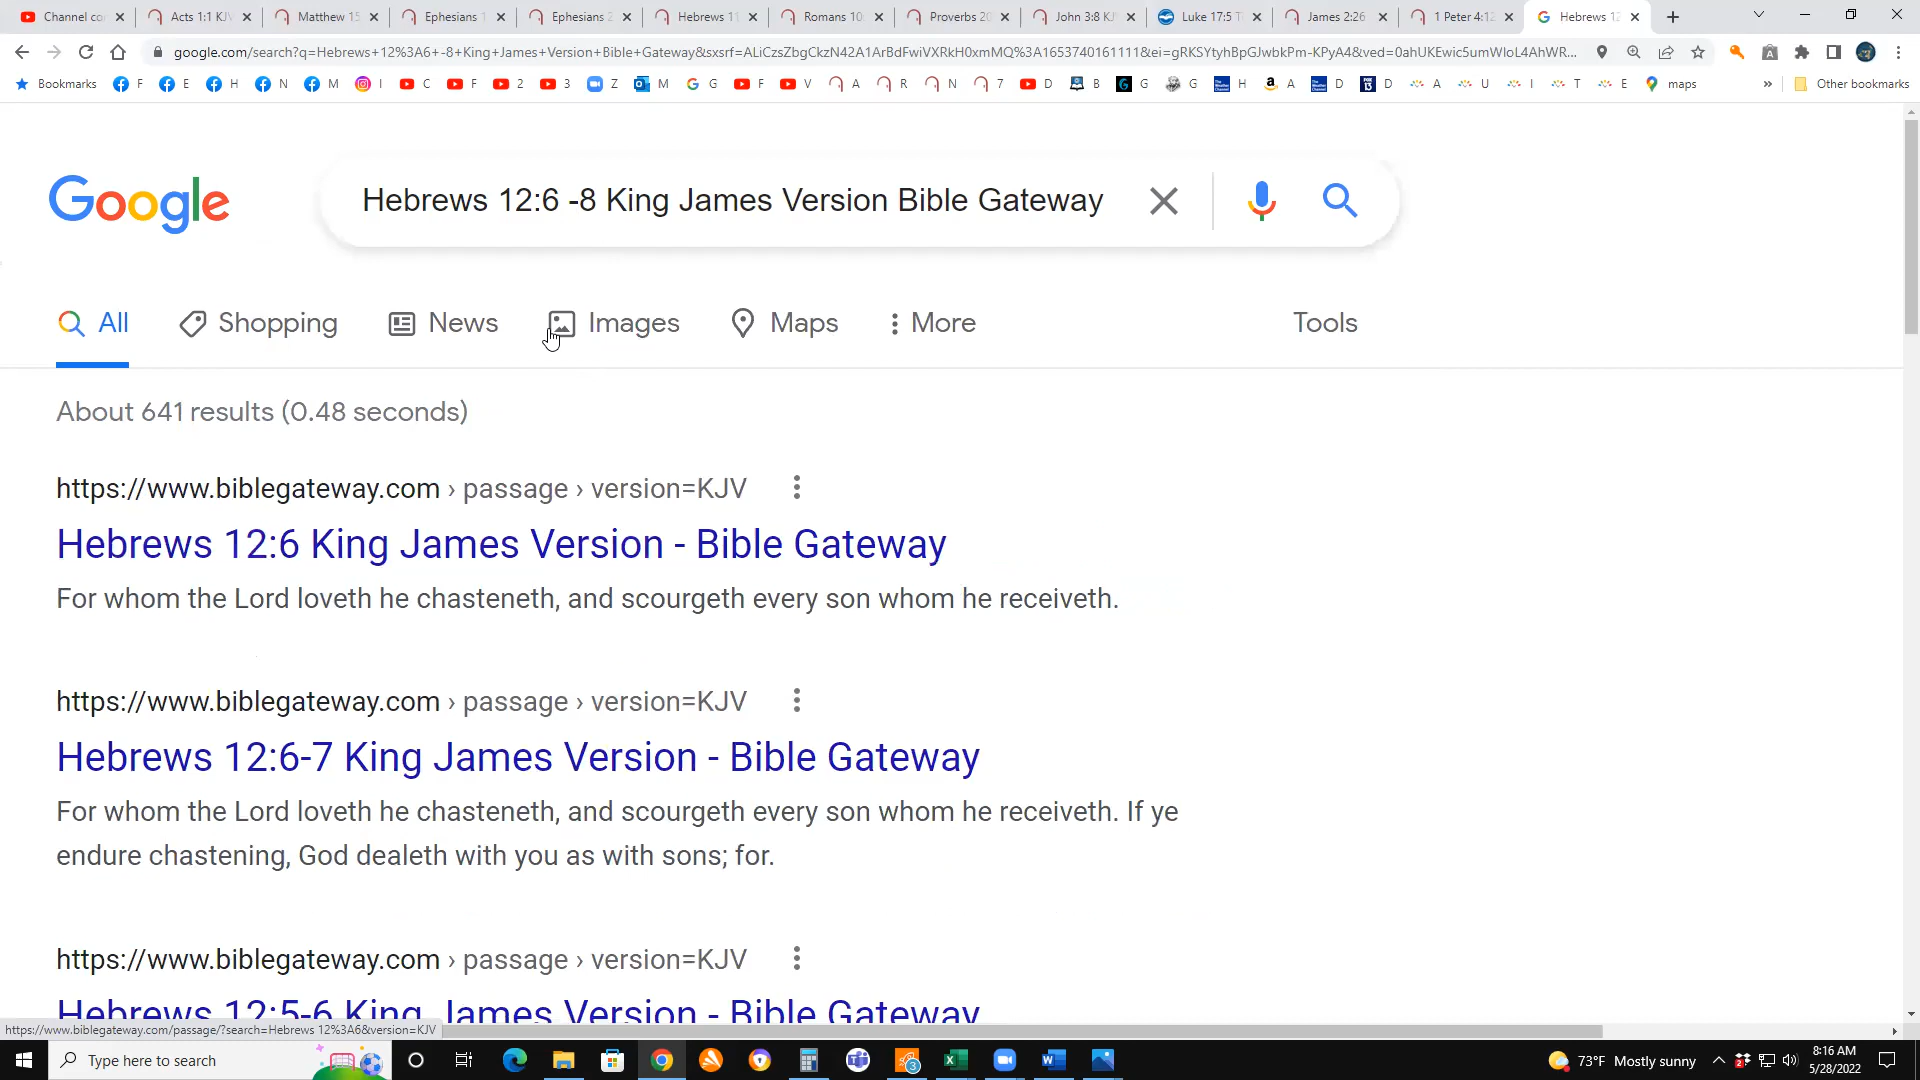 Channel co
Acts 1:1 KJV
Matthew 15
Ephesians 1
Ephesians 2
Hebrews 11
Romans 10
Proverbs 20
John 3:8 KJ
Luke 17:5 T
James 2:26
1 Peter 4:12
Hebrews 12
google.com/search?q=Hebrews+12%3A6+-8+King+James+Version+Bible+Gateway&sxsrf=ALiCzsZbgCkzN42A1ArBdFwiVXRkH0xmMQ%3A1653740161111&ei=gRKSYtyhBpGJwbkPm-KPyA4&ved=0ahUKEwic5umWloL4AhWR...
Bookmarks F E H N M I C F 2 3 Z M G F V A R N 7 D B G G H A D D A U I T E maps » Other bookmarks
Google
Hebrews 12:6 -8 King James Version Bible Gateway
All Shopping News Images Maps More Tools
About 641 results (0.48 seconds)
https://www.biblegateway.com › passage › version=KJV
Hebrews 12:6 King James Version - Bible Gateway
For whom the Lord loveth he chasteneth, and scourgeth every son whom he receiveth.
https://www.biblegateway.com › passage › version=KJV
Hebrews 12:6-7 King James Version - Bible Gateway
For whom the Lord loveth he chasteneth, and scourgeth every son whom he receiveth. If ye
endure chastening, God dealeth with you as with sons; for.
https://www.biblegateway.com › passage › version=KJV
Hebrews 12:5-6 King James Version - Bible Gateway
https://www.biblegateway.com/passage/?search=Hebrews 12%3A6&version=KJV
Type here to search
73°F Mostly sunny
8:16 AM
5/28/2022